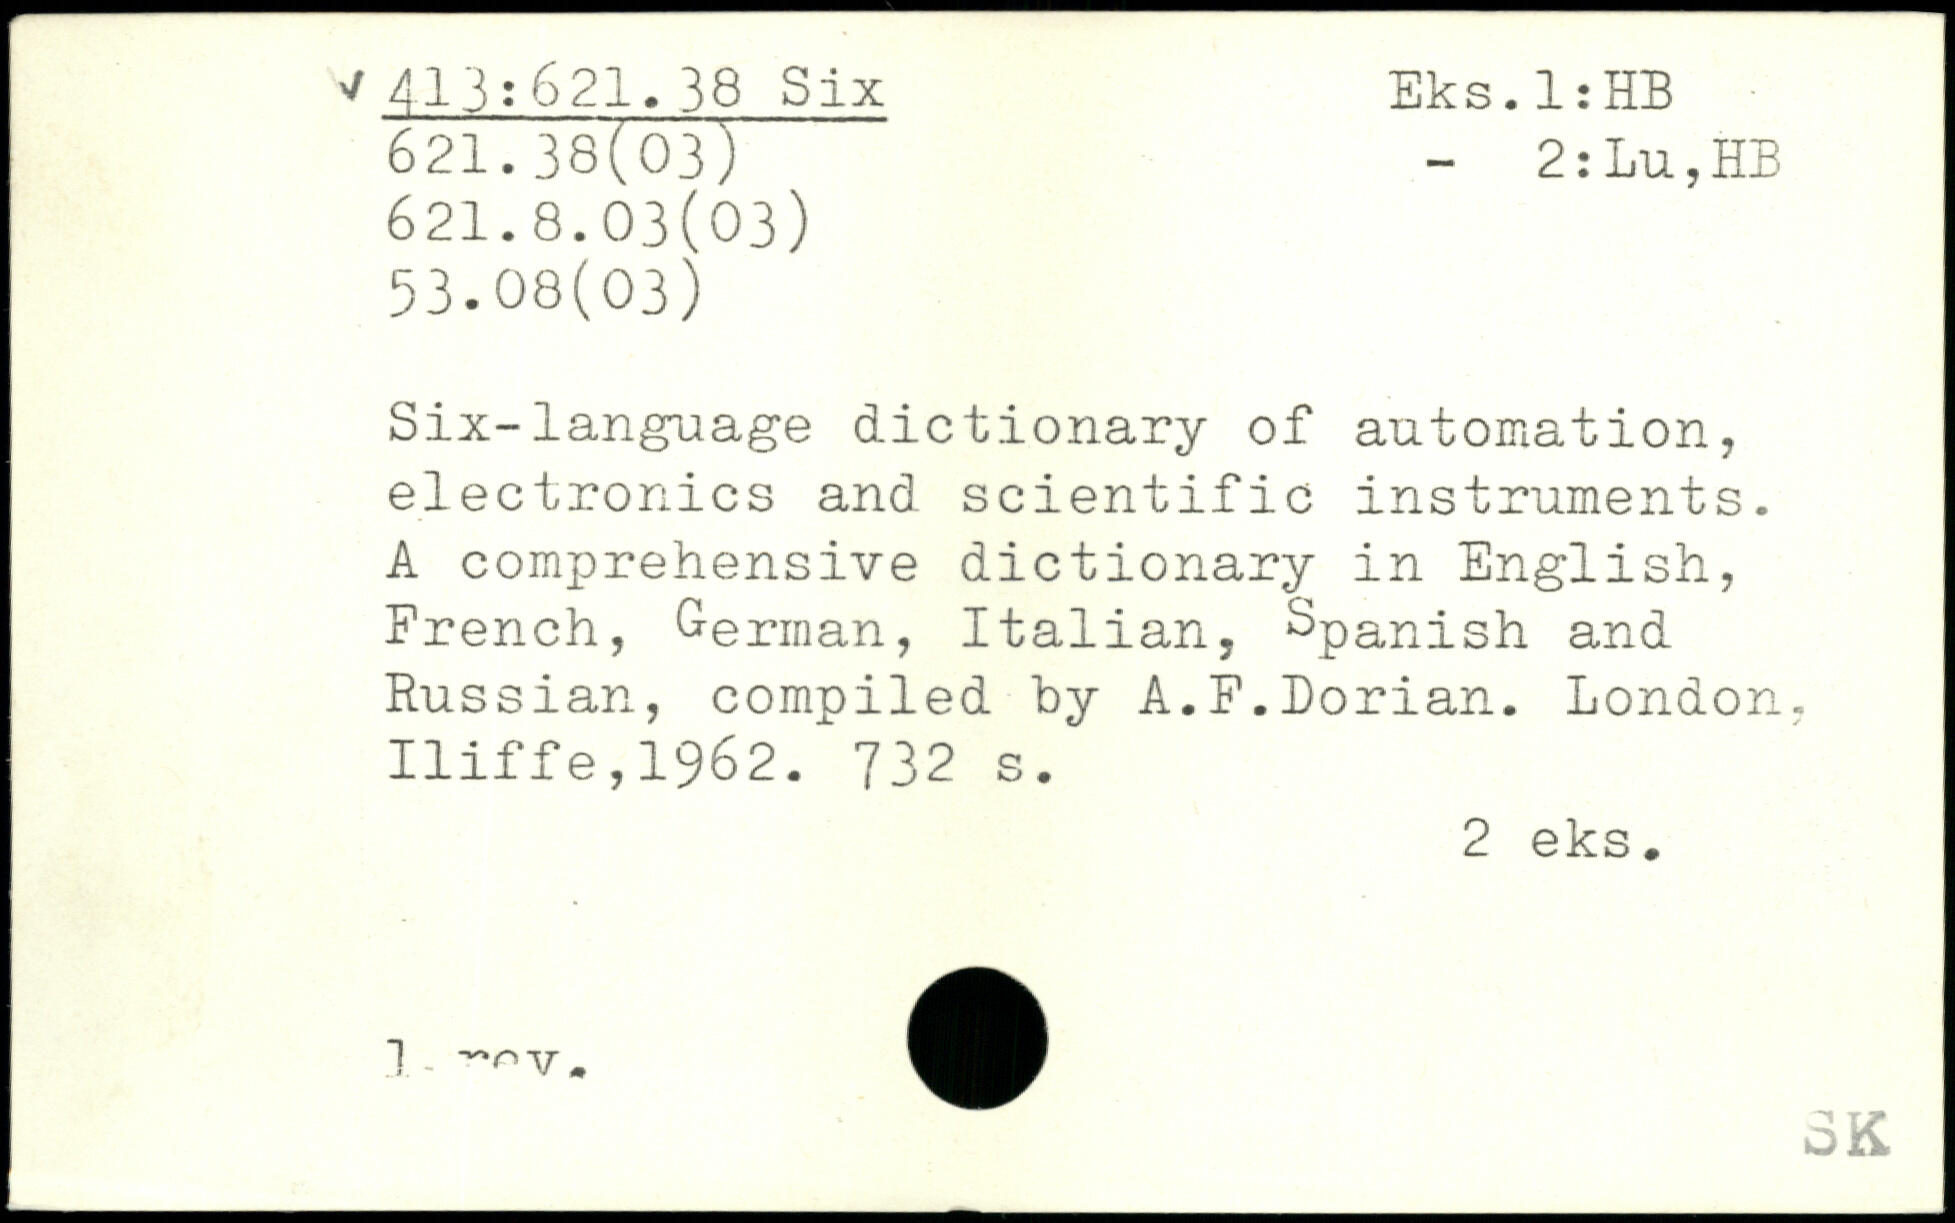 413:621.38 Six Eks.1:HB
621.38(03) - 2:Lu,HB
621.8.03(03)
53.08(03)
Six-language dictionary of automation,
electronics and scientific instruments.
A comprehensive dictionary in English,
French, German, Italian, Spanish and
Russian, compiled by A.F.Dorian. London,
Iliffe,1962. 732 s.
2 eks.
1. rev.
SK